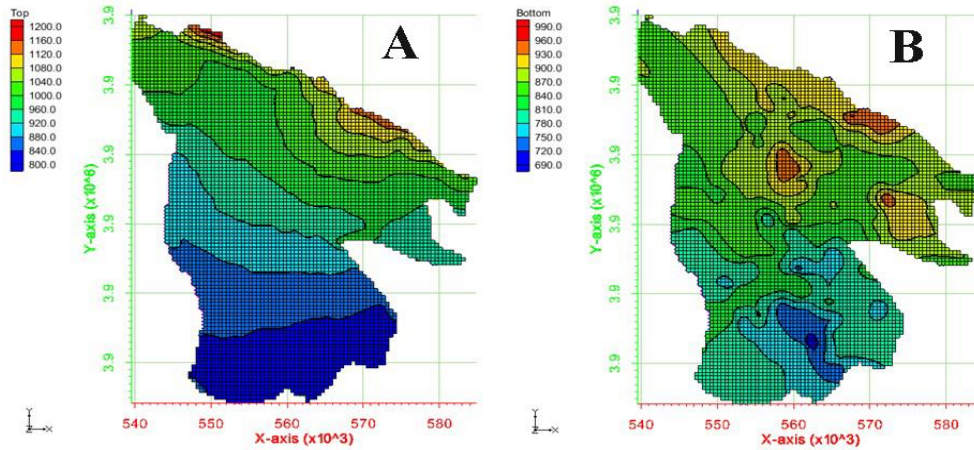 Top
1200.0
1160.0
1120.0
1080.0
1040.0
1000.0
960.0
920.0
880.0
840.0
800.0
A
3.9
3.9
3.9
3.9
3.9
3.9
Y-axis (x10^6)
540 550 560 570 580
X-axis (x10^3)
Z
Y
X
Bottom
990.0
960.0
930.0
900.0
870.0
840.0
810.0
780.0
750.0
720.0
690.0
B
3.9
3.9
3.9
3.9
3.9
3.9
Y-axis (x10^6)
540 550 560 570 580
X-axis (x10^3)
Y
Z
X